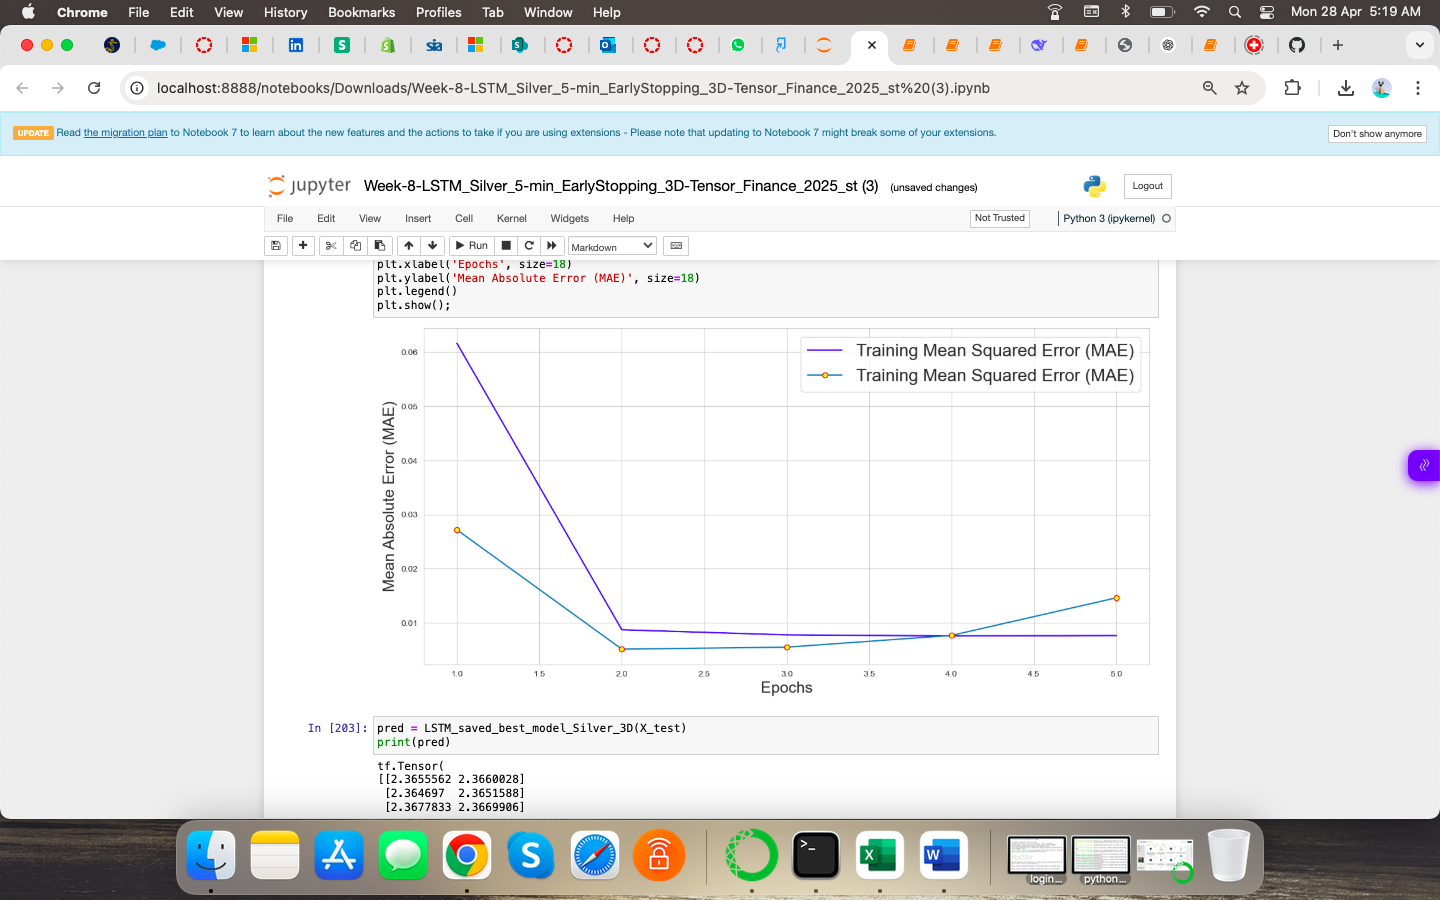 Chrome File Edit View History Bookmarks Profiles Tab Window Help Mon 28 Apr 5:19 AM
localhost:8888/notebooks/Downloads/Week-8-LSTM_Silver_5-min_EarlyStopping_3D-Tensor_Finance_2025_st%20(3).ipynb
UPDATE Read the migration plan to Notebook 7 to learn about the new features and the actions to take if you are using extensions - Please note that updating to Notebook 7 might break some of your extensions. Don't show anymore
jupyter Week-8-LSTM_Silver_5-min_EarlyStopping_3D-Tensor_Finance_2025_st (3) (unsaved changes) Logout
File Edit View Insert Cell Kernel Widgets Help Not Trusted Python 3 (ipykernel)
Run Markdown
plt.xlabel('Epochs', size=18)
plt.ylabel('Mean Absolute Error (MAE)', size=18)
plt.legend()
plt.show();
Training Mean Squared Error (MAE)
Training Mean Squared Error (MAE)
Mean Absolute Error (MAE)
0.06
0.05
0.04
0.03
0.02
0.01
1.0 1.5 2.0 2.5 3.0 3.5 4.0 4.5 5.0
Epochs
In [203]: pred = LSTM_saved_best_model_Silver_3D(X_test)
print(pred)
tf.Tensor(
[[2.3655562 2.3660028]
[2.364697 2.3651588]
[2.3677833 2.3669906]
login... python...